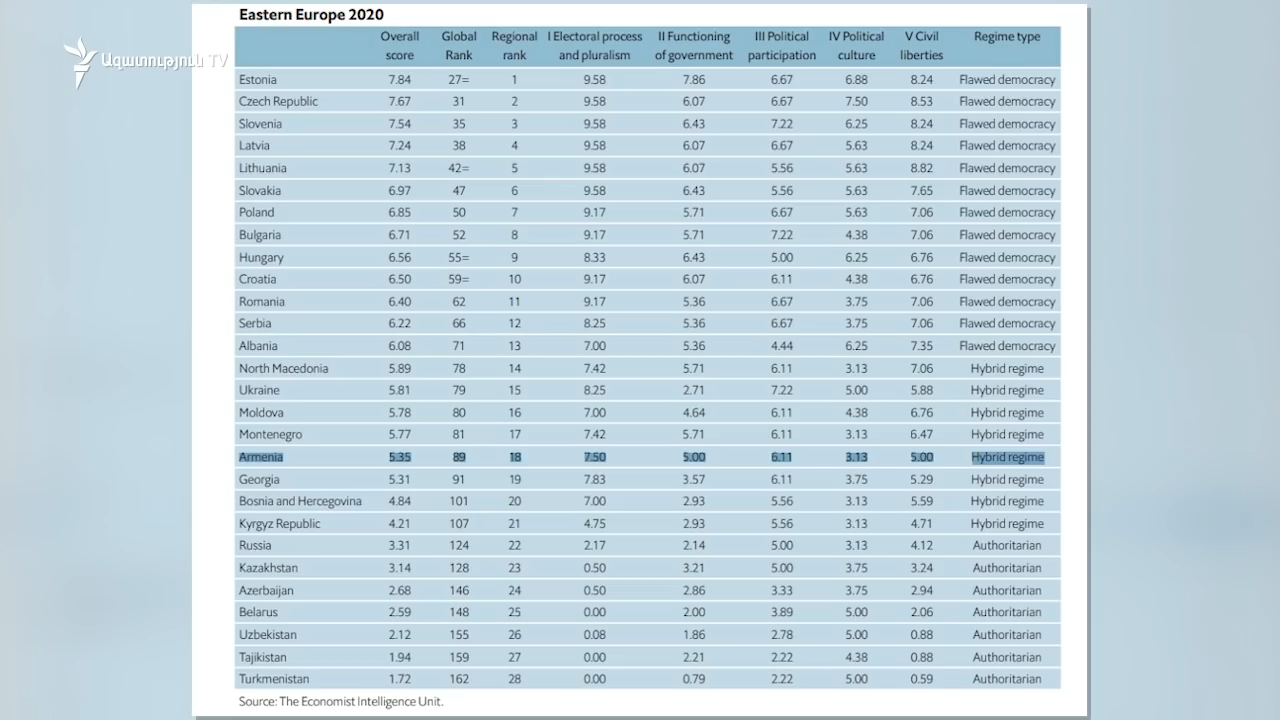 Eastern Europe 2020
Ազատություն TV
Overall score Global Rank Regional rank I Electoral process and pluralism II Functioning of government III Political participation IV Political culture V Civil liberties Regime type
Estonia 7.84 27= 1 9.58 7.86 6.67 6.88 8.24 Flawed democracy
Czech Republic 7.67 31 2 9.58 6.07 6.67 7.50 8.53 Flawed democracy
Slovenia 7.54 35 3 9.58 6.43 7.22 6.25 8.24 Flawed democracy
Latvia 7.24 38 4 9.58 6.07 6.67 5.63 8.24 Flawed democracy
Lithuania 7.13 42= 5 9.58 6.07 5.56 5.63 8.82 Flawed democracy
Slovakia 6.97 47 6 9.58 6.43 5.56 5.63 7.65 Flawed democracy
Poland 6.85 50 7 9.17 5.71 6.67 5.63 7.06 Flawed democracy
Bulgaria 6.71 52 8 9.17 5.71 7.22 4.38 7.06 Flawed democracy
Hungary 6.56 55= 9 8.33 6.43 5.00 6.25 6.76 Flawed democracy
Croatia 6.50 59= 10 9.17 6.07 6.11 4.38 6.76 Flawed democracy
Romania 6.40 62 11 9.17 5.36 6.67 3.75 7.06 Flawed democracy
Serbia 6.22 66 12 8.25 5.36 6.67 3.75 7.06 Flawed democracy
Albania 6.08 71 13 7.00 5.36 4.44 6.25 7.35 Flawed democracy
North Macedonia 5.89 78 14 7.42 5.71 6.11 3.13 7.06 Hybrid regime
Ukraine 5.81 79 15 8.25 2.71 7.22 5.00 5.88 Hybrid regime
Moldova 5.78 80 16 7.00 4.64 6.11 4.38 6.76 Hybrid regime
Montenegro 5.77 81 17 7.42 5.71 6.11 3.13 6.47 Hybrid regime
Armenia 5.35 89 18 7.50 5.00 6.11 3.13 5.00 Hybrid regime
Georgia 5.31 91 19 7.83 3.57 6.11 3.75 5.29 Hybrid regime
Bosnia and Hercegovina 4.84 101 20 7.00 2.93 5.56 3.13 5.59 Hybrid regime
Kyrgyz Republic 4.21 107 21 4.75 2.93 5.56 3.13 4.71 Hybrid regime
Russia 3.31 124 22 2.17 2.14 5.00 3.13 4.12 Authoritarian
Kazakhstan 3.14 128 23 0.50 3.21 5.00 3.75 3.24 Authoritarian
Azerbaijan 2.68 146 24 0.50 2.86 3.33 3.75 2.94 Authoritarian
Belarus 2.59 148 25 0.00 2.00 3.89 5.00 2.06 Authoritarian
Uzbekistan 2.12 155 26 0.08 1.86 2.78 5.00 0.88 Authoritarian
Tajikistan 1.94 159 27 0.00 2.21 2.22 4.38 0.88 Authoritarian
Turkmenistan 1.72 162 28 0.00 0.79 2.22 5.00 0.59 Authoritarian
Source: The Economist Intelligence Unit.